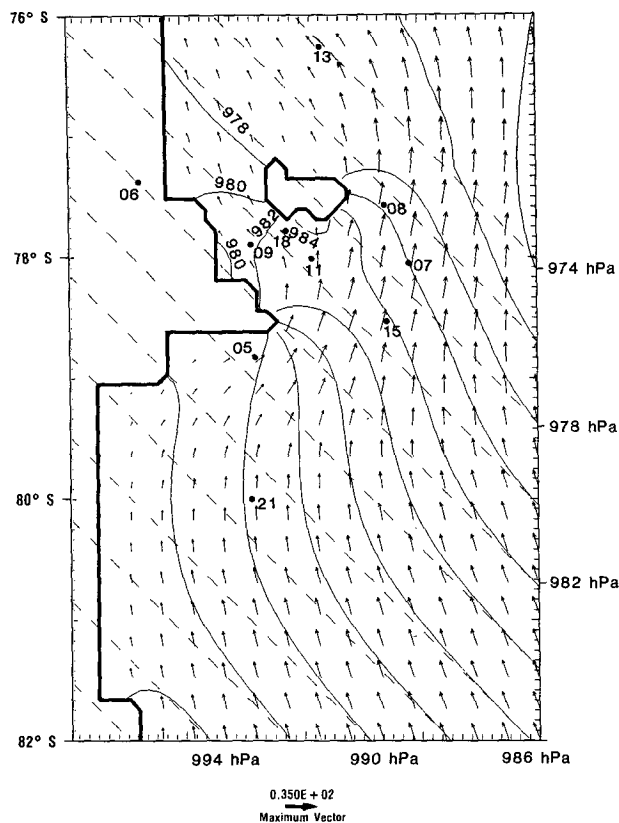 76° S
13
978
06
980
982
08
18
984
09
78° S
980
11
07
974 hPa
15
05
978 hPa
80° S
21
982 hPa
82° S
994 hPa
990 hPa
986 hPa
0.350E + 02
Maximum Vector